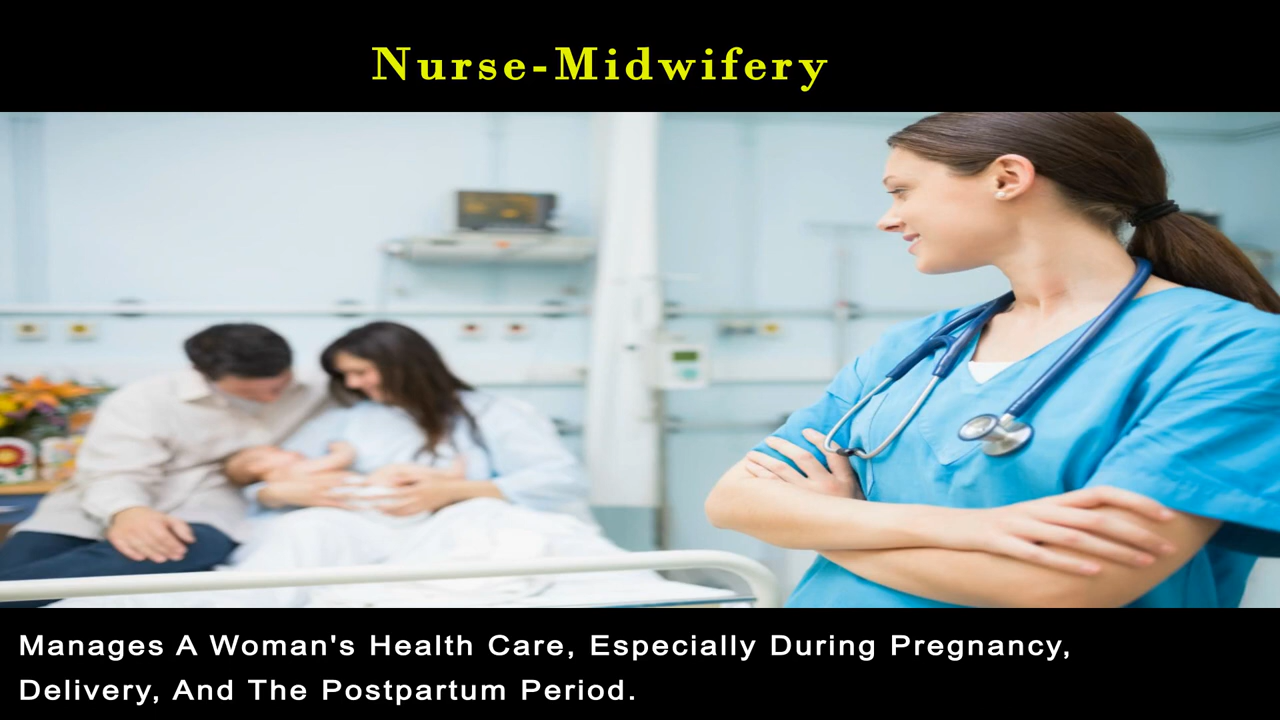 Nurse-Midwifery
Manages A Woman's Health Care, Especially During Pregnancy,
Delivery, And The Postpartum Period.